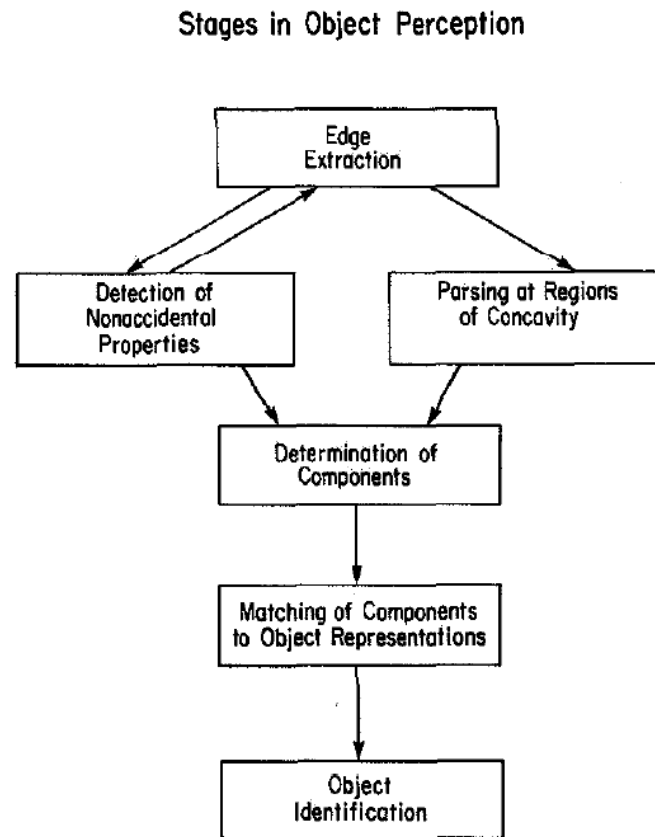 Stages in Object Perception
Edge
Extraction
Detection of
Nonaccidental
Properties
Parsing at Regions
of Concavity
Determination of
Components
Matching of Components
to Object Representations
Object
Identification